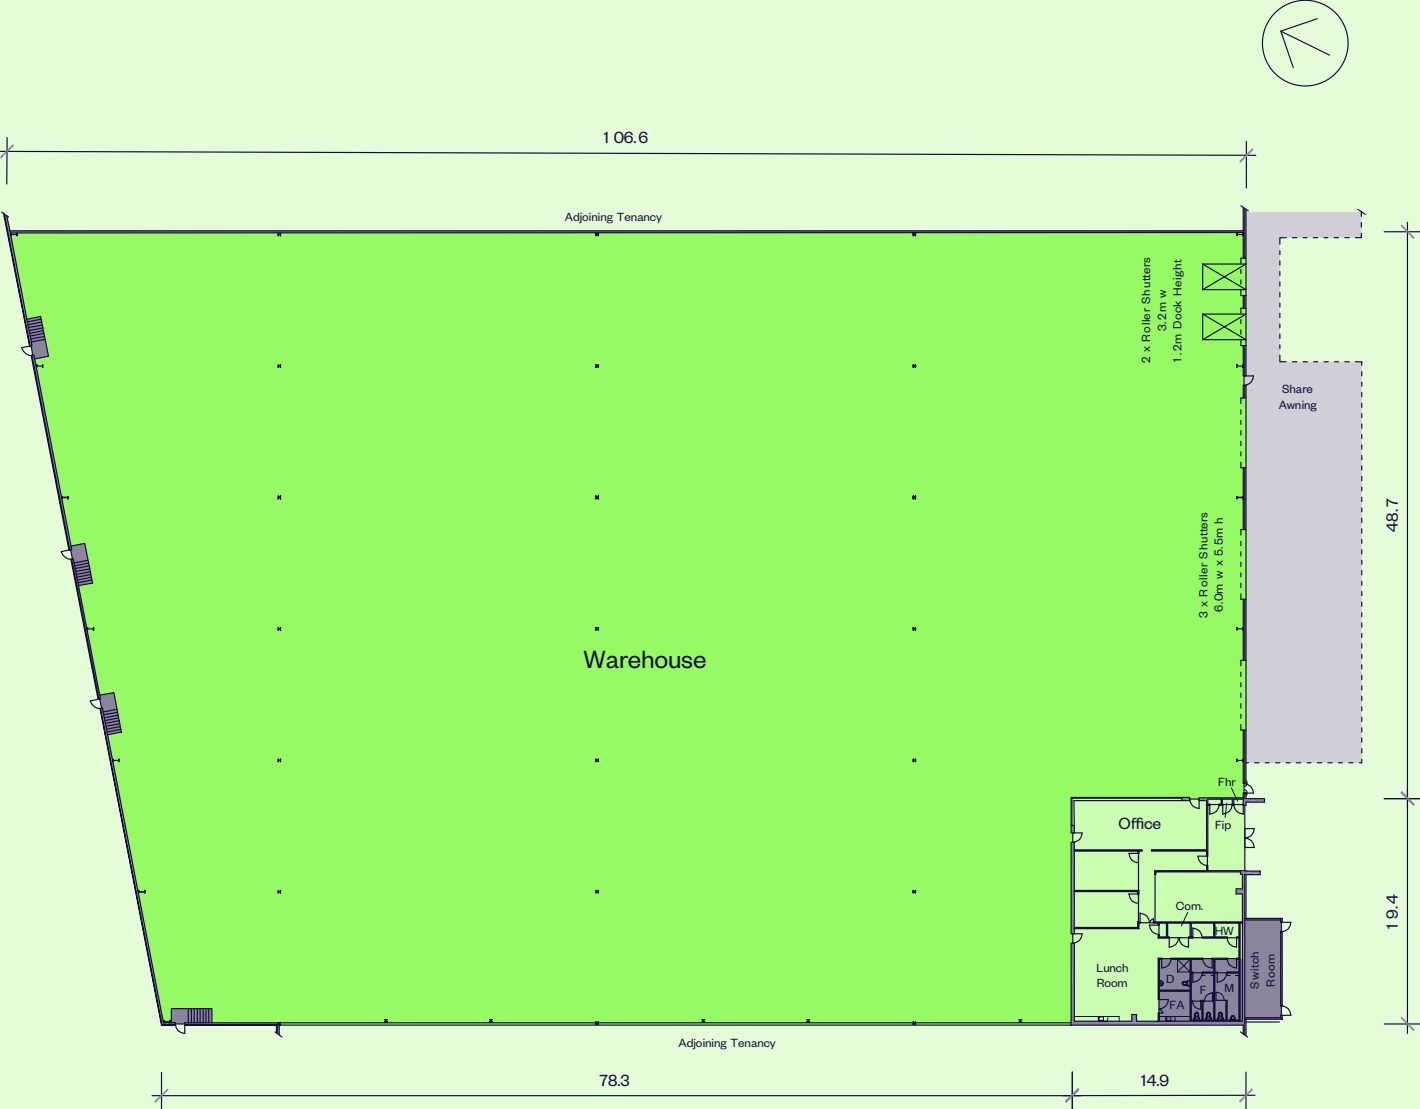 106.6
Adjoining Tenancy
2 x Roller Shutters
3.2m w
1.2m Dock Height
Share
Awning
48.7
3 x Roller Shutters
6.0m w x 5.5m h
Warehouse
Fhr
Office
Fip
Com.
HW
19.4
Lunch
Room
D
F
M
FA
Switch
Room
Adjoining Tenancy
78.3
14.9